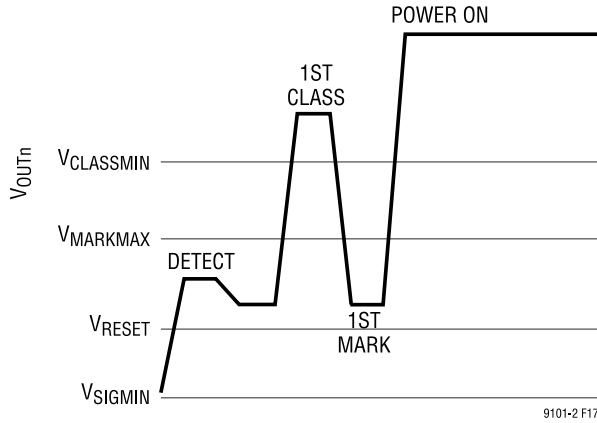 POWER ON
1ST
CLASS
VOUTn
VCLASSMIN
VMARKMAX
DETECT
VRESET
1ST
MARK
VSIGMIN
9101-2 F17